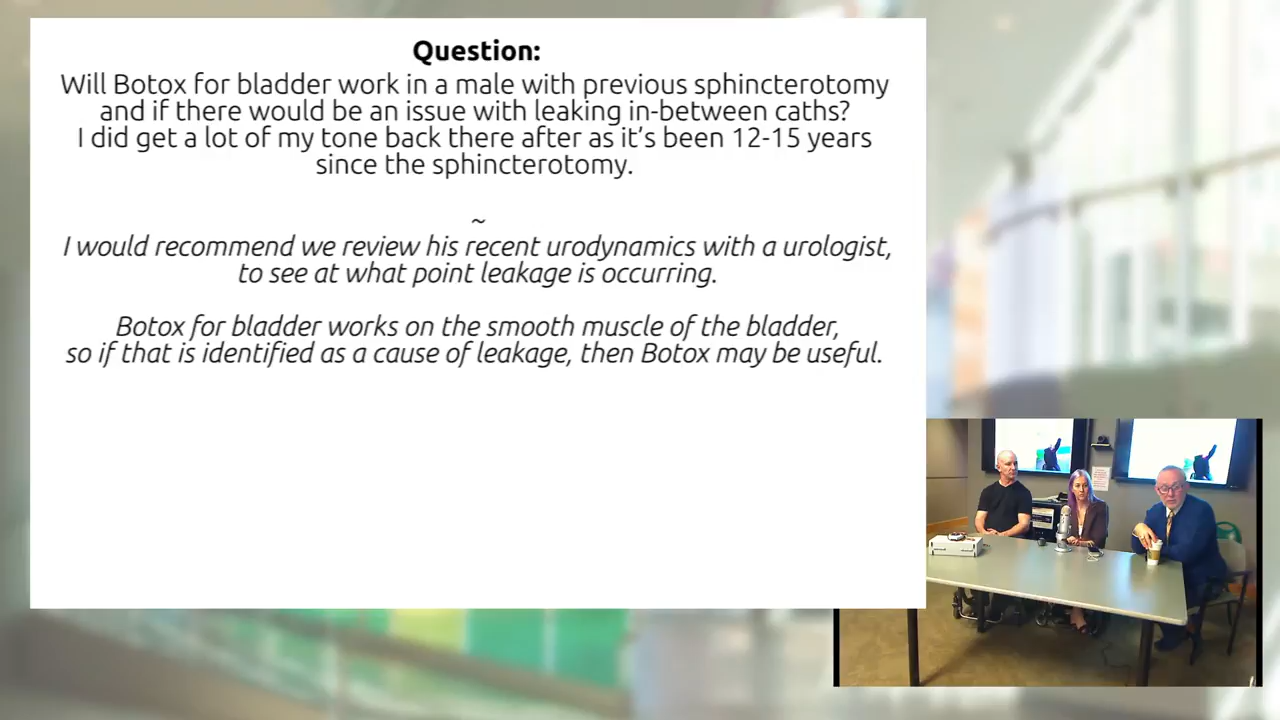 Question:
Will Botox for bladder work in a male with previous sphincterotomy
and if there would be an issue with leaking in-between caths?
I did get a lot of my tone back there after as it's been 12-15 years
since the sphincterotomy.
~
I would recommend we review his recent urodynamics with a urologist,
to see at what point leakage is occurring.
Botox for bladder works on the smooth muscle of the bladder,
so if that is identified as a cause of leakage, then Botox may be useful.